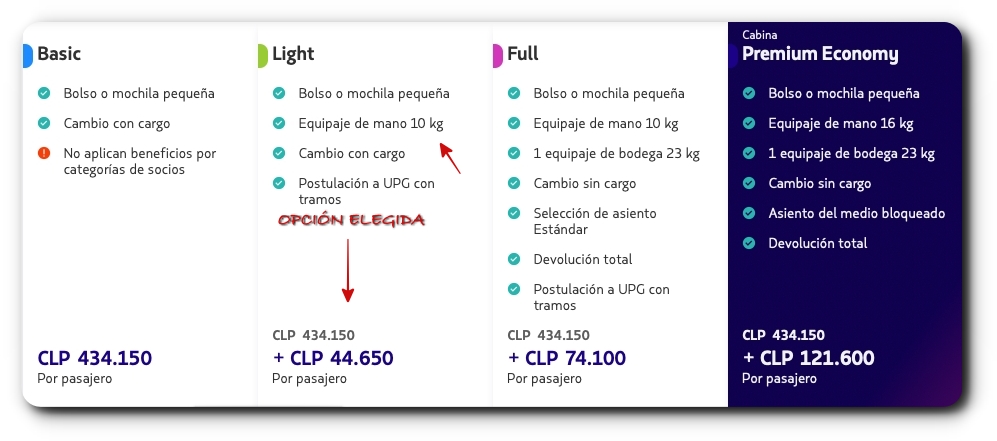 Basic
Bolso o mochila pequeña
Cambio con cargo
No aplican beneficios por
categorías de socios
CLP 434.150
Por pasajero
Light
Bolso o mochila pequeña
Equipaje de mano 10 kg
Cambio con cargo
Postulación a UPG con
tramos
OPCIÓN ELEGIDA
CLP 434.150
+ CLP 44.650
Por pasajero
Full
Bolso o mochila pequeña
Equipaje de mano 10 kg
1 equipaje de bodega 23 kg
Cambio sin cargo
Selección de asiento
Estándar
Devolución total
Postulación a UPG con
tramos
CLP 434.150
+ CLP 74.100
Por pasajero
Cabina
Premium Economy
Bolso o mochila pequeña
Equipaje de mano 16 kg
1 equipaje de bodega 23 kg
Cambio sin cargo
Asiento del medio bloqueado
Devolución total
CLP 434.150
+ CLP 121.600
Por pasajero